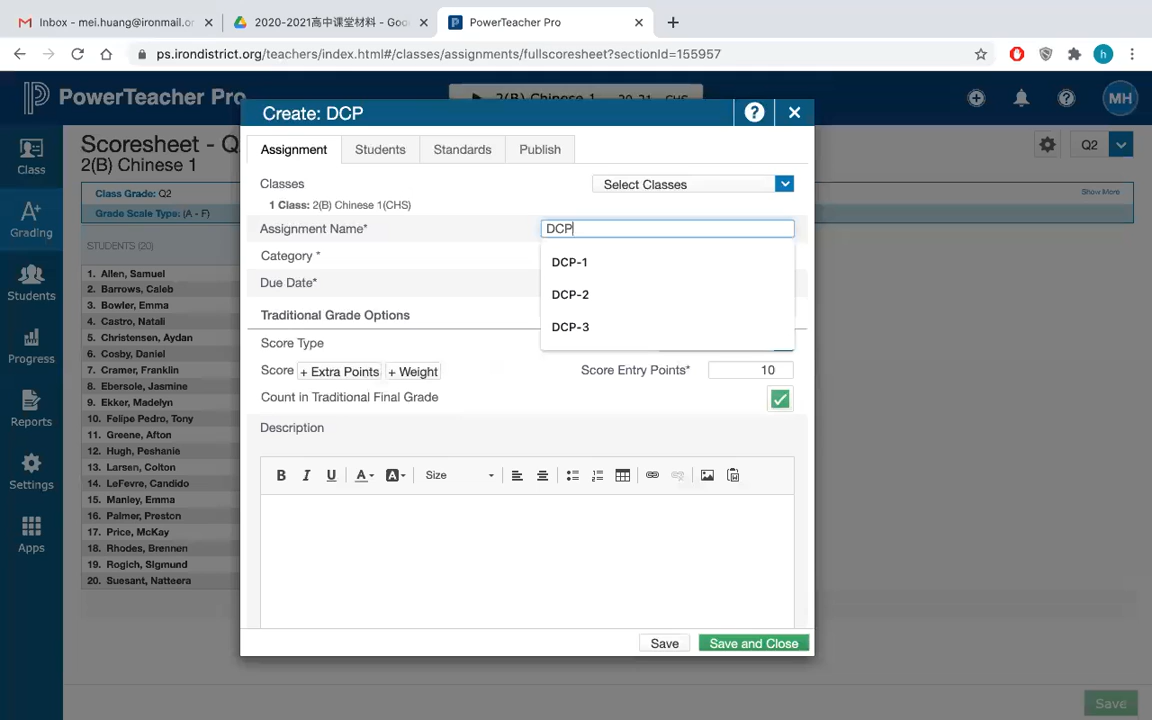 Inbox - mei.huang@ironmail.or
2020-2021高中课堂材料 - Goo
PowerTeacher Pro
ps.irondistrict.org/teachers/index.html#/classes/assignments/fullscoresheet?sectionId=155957
h
PowerTeacher Pro
2(B) Chinese 1 20-21 CHS
MH
Create: DCP
Class
Grading
Students
Progress
Reports
Settings
Apps
Scoresheet - Q
2(B) Chinese 1
Q2
Class Grade: Q2
Show More
Grade Scale Type: (A - F)
STUDENTS (20)
1. Allen, Samuel
2. Barrows, Caleb
3. Bowler, Emma
4. Castro, Natali
5. Christensen, Aydan
6. Cosby, Daniel
7. Cramer, Franklin
8. Ebersole, Jasmine
9. Ekker, Madelyn
10. Felipe Pedro, Tony
11. Greene, Afton
12. Hugh, Peshanie
13. Larsen, Colton
14. LeFevre, Candido
15. Manley, Emma
16. Palmer, Preston
17. Price, McKay
18. Rhodes, Brennen
19. Rogich, Sigmund
20. Suesant, Natteera
Assignment Students Standards Publish
Classes
Select Classes
1 Class: 2(B) Chinese 1(CHS)
Assignment Name*
DCP
DCP-1
DCP-2
DCP-3
Category *
Due Date*
Traditional Grade Options
Score Type
Score + Extra Points + Weight
Score Entry Points* 10
Count in Traditional Final Grade
Description
B I U A A Size
Save
Save and Close
Save